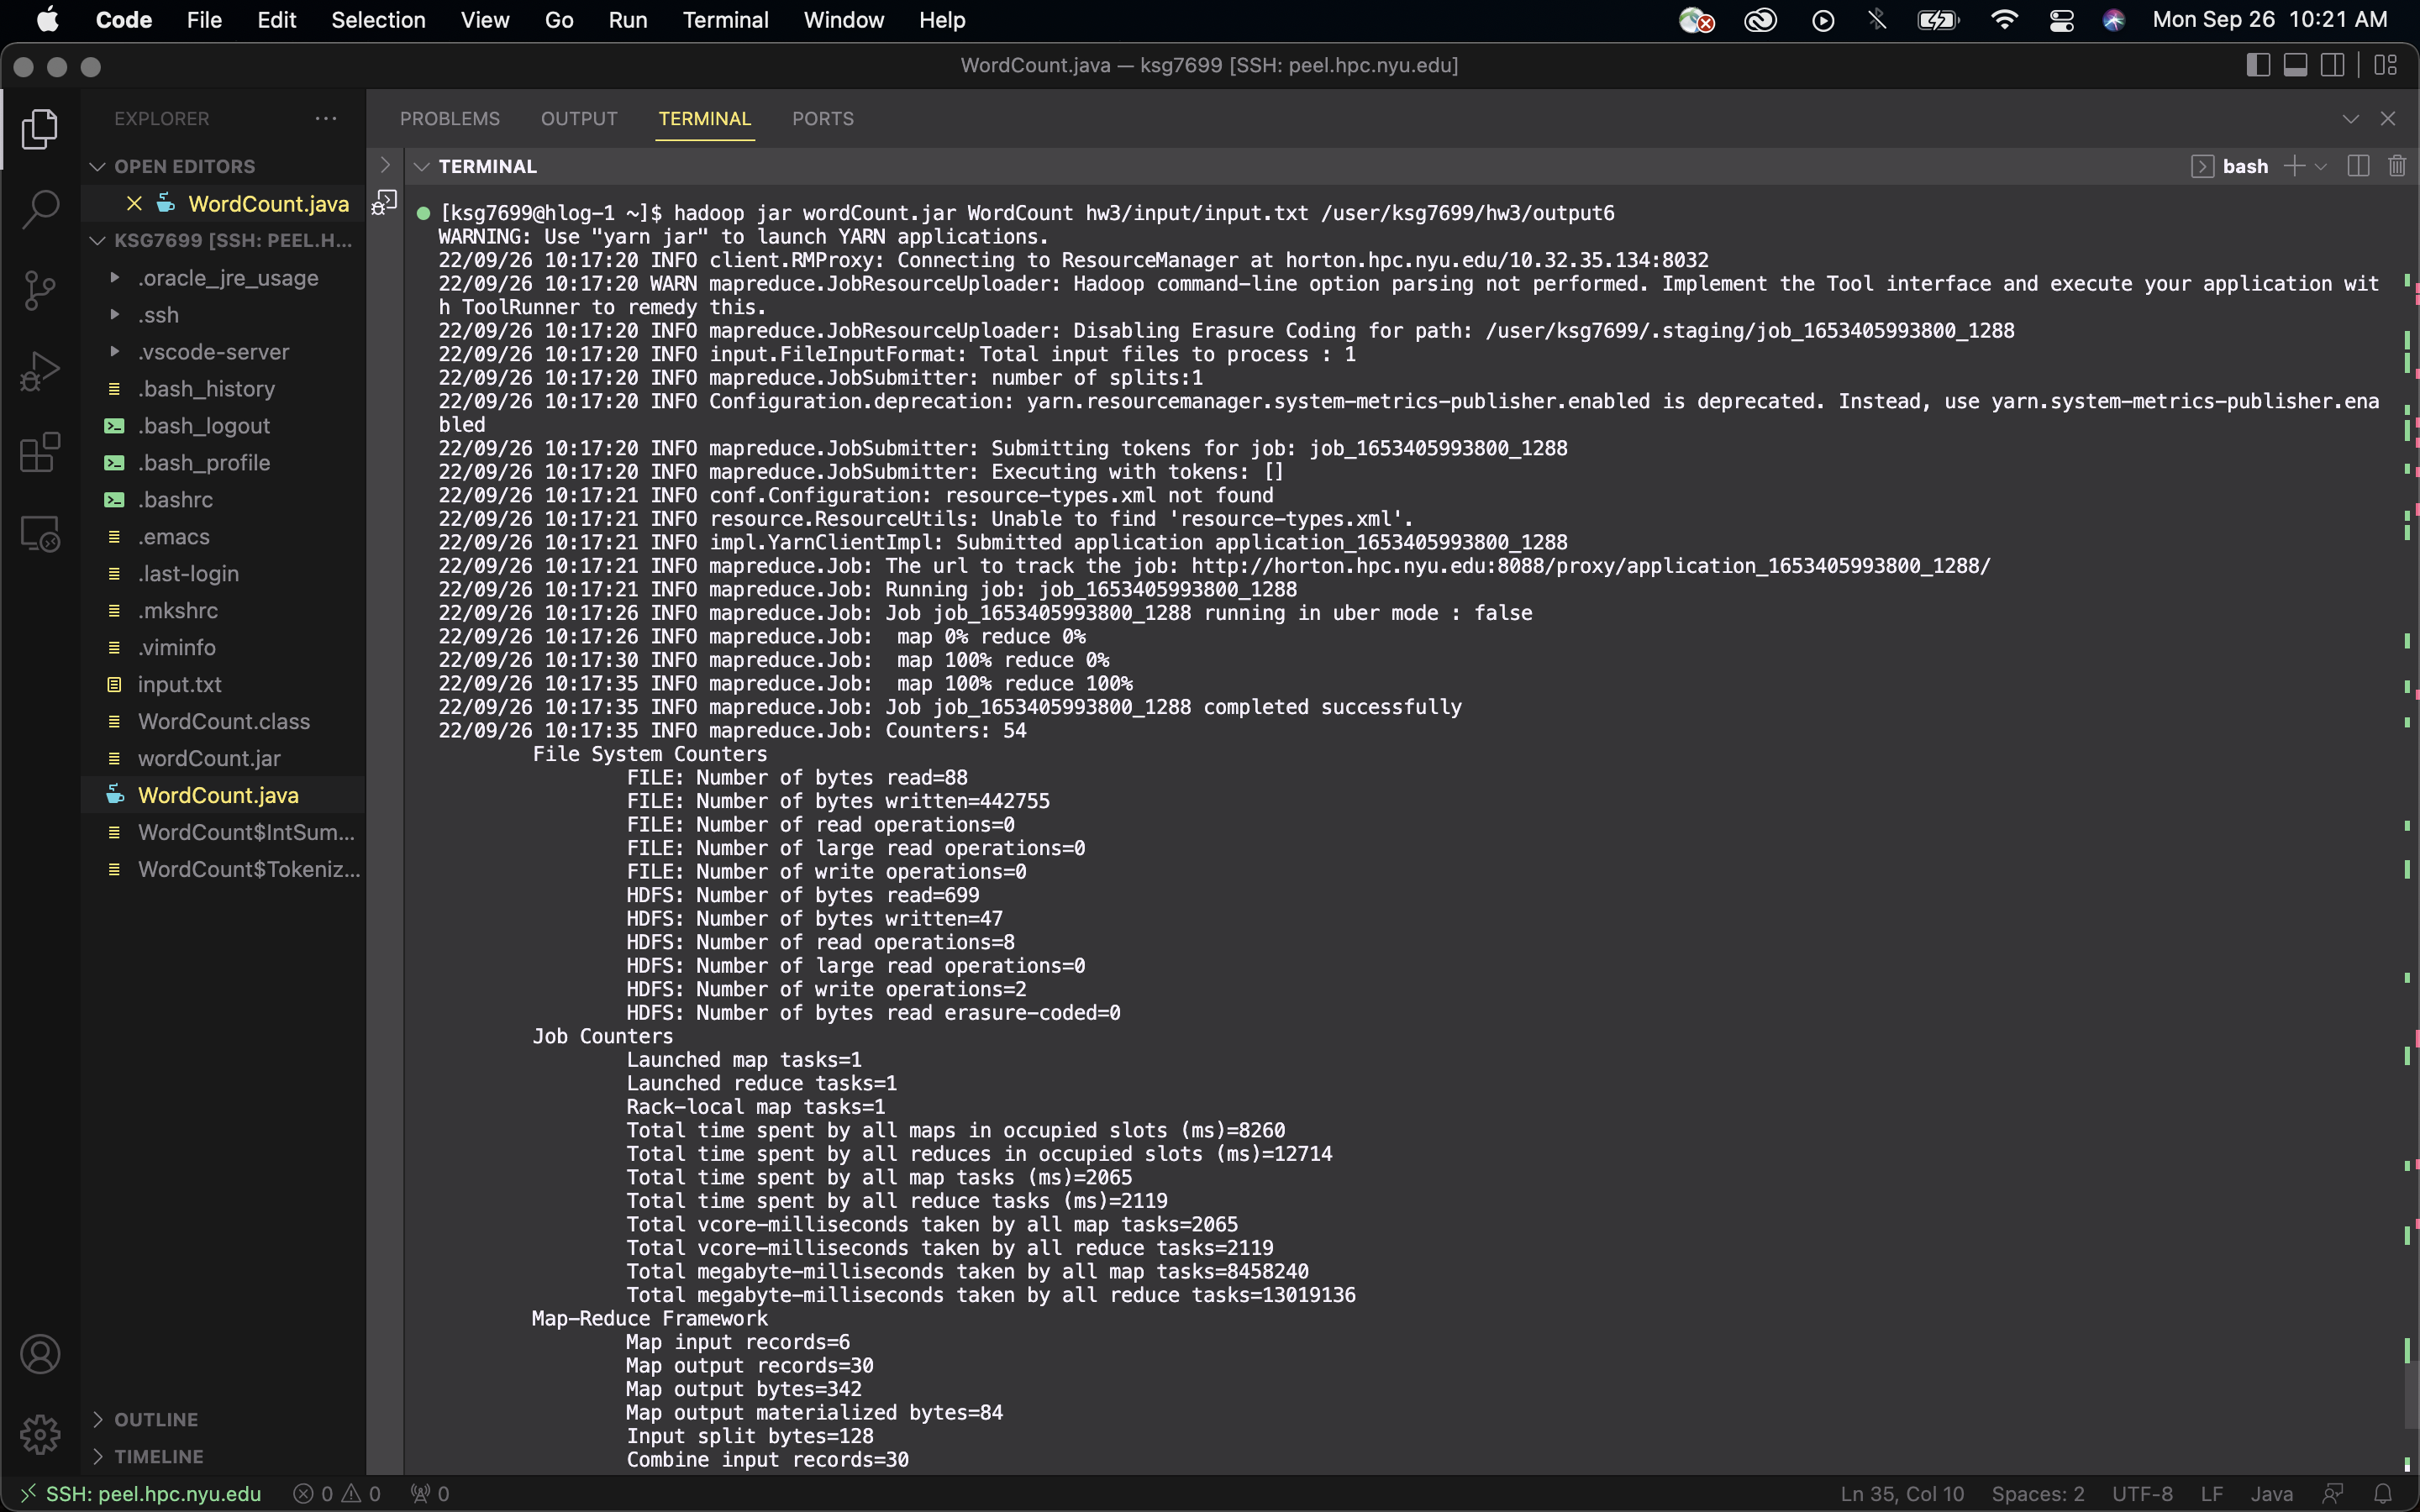 Code File Edit Selection View Go Run Terminal Window Help Mon Sep 26 10:21 AM
WordCount.java — ksg7699 [SSH: peel.hpc.nyu.edu]
EXPLORER
OPEN EDITORS
WordCount.java
KSG7699 [SSH: PEEL.H...
.oracle_jre_usage
.ssh
.vscode-server
.bash_history
.bash_logout
.bash_profile
.bashrc
.emacs
.last-login
.mkshrc
.viminfo
input.txt
WordCount.class
wordCount.jar
WordCount.java
WordCount$IntSum...
WordCount$Tokeniz...
OUTLINE
TIMELINE
PROBLEMS OUTPUT TERMINAL PORTS
TERMINAL bash
[ksg7699@hlog-1 ~]$ hadoop jar wordCount.jar WordCount hw3/input/input.txt /user/ksg7699/hw3/output6
WARNING: Use "yarn jar" to launch YARN applications.
22/09/26 10:17:20 INFO client.RMProxy: Connecting to ResourceManager at horton.hpc.nyu.edu/10.32.35.134:8032
22/09/26 10:17:20 WARN mapreduce.JobResourceUploader: Hadoop command-line option parsing not performed. Implement the Tool interface and execute your application wit
h ToolRunner to remedy this.
22/09/26 10:17:20 INFO mapreduce.JobResourceUploader: Disabling Erasure Coding for path: /user/ksg7699/.staging/job_1653405993800_1288
22/09/26 10:17:20 INFO input.FileInputFormat: Total input files to process : 1
22/09/26 10:17:20 INFO mapreduce.JobSubmitter: number of splits:1
22/09/26 10:17:20 INFO Configuration.deprecation: yarn.resourcemanager.system-metrics-publisher.enabled is deprecated. Instead, use yarn.system-metrics-publisher.ena
bled
22/09/26 10:17:20 INFO mapreduce.JobSubmitter: Submitting tokens for job: job_1653405993800_1288
22/09/26 10:17:20 INFO mapreduce.JobSubmitter: Executing with tokens: []
22/09/26 10:17:21 INFO conf.Configuration: resource-types.xml not found
22/09/26 10:17:21 INFO resource.ResourceUtils: Unable to find 'resource-types.xml'.
22/09/26 10:17:21 INFO impl.YarnClientImpl: Submitted application application_1653405993800_1288
22/09/26 10:17:21 INFO mapreduce.Job: The url to track the job: http://horton.hpc.nyu.edu:8088/proxy/application_1653405993800_1288/
22/09/26 10:17:21 INFO mapreduce.Job: Running job: job_1653405993800_1288
22/09/26 10:17:26 INFO mapreduce.Job: Job job_1653405993800_1288 running in uber mode : false
22/09/26 10:17:26 INFO mapreduce.Job:  map 0% reduce 0%
22/09/26 10:17:30 INFO mapreduce.Job:  map 100% reduce 0%
22/09/26 10:17:35 INFO mapreduce.Job:  map 100% reduce 100%
22/09/26 10:17:35 INFO mapreduce.Job: Job job_1653405993800_1288 completed successfully
22/09/26 10:17:35 INFO mapreduce.Job: Counters: 54
File System Counters
FILE: Number of bytes read=88
FILE: Number of bytes written=442755
FILE: Number of read operations=0
FILE: Number of large read operations=0
FILE: Number of write operations=0
HDFS: Number of bytes read=699
HDFS: Number of bytes written=47
HDFS: Number of read operations=8
HDFS: Number of large read operations=0
HDFS: Number of write operations=2
HDFS: Number of bytes read erasure-coded=0
Job Counters
Launched map tasks=1
Launched reduce tasks=1
Rack-local map tasks=1
Total time spent by all maps in occupied slots (ms)=8260
Total time spent by all reduces in occupied slots (ms)=12714
Total time spent by all map tasks (ms)=2065
Total time spent by all reduce tasks (ms)=2119
Total vcore-milliseconds taken by all map tasks=2065
Total vcore-milliseconds taken by all reduce tasks=2119
Total megabyte-milliseconds taken by all map tasks=8458240
Total megabyte-milliseconds taken by all reduce tasks=13019136
Map-Reduce Framework
Map input records=6
Map output records=30
Map output bytes=342
Map output materialized bytes=84
Input split bytes=128
Combine input records=30
SSH: peel.hpc.nyu.edu 0 0 0 Ln 35, Col 10 Spaces: 2 UTF-8 LF Java